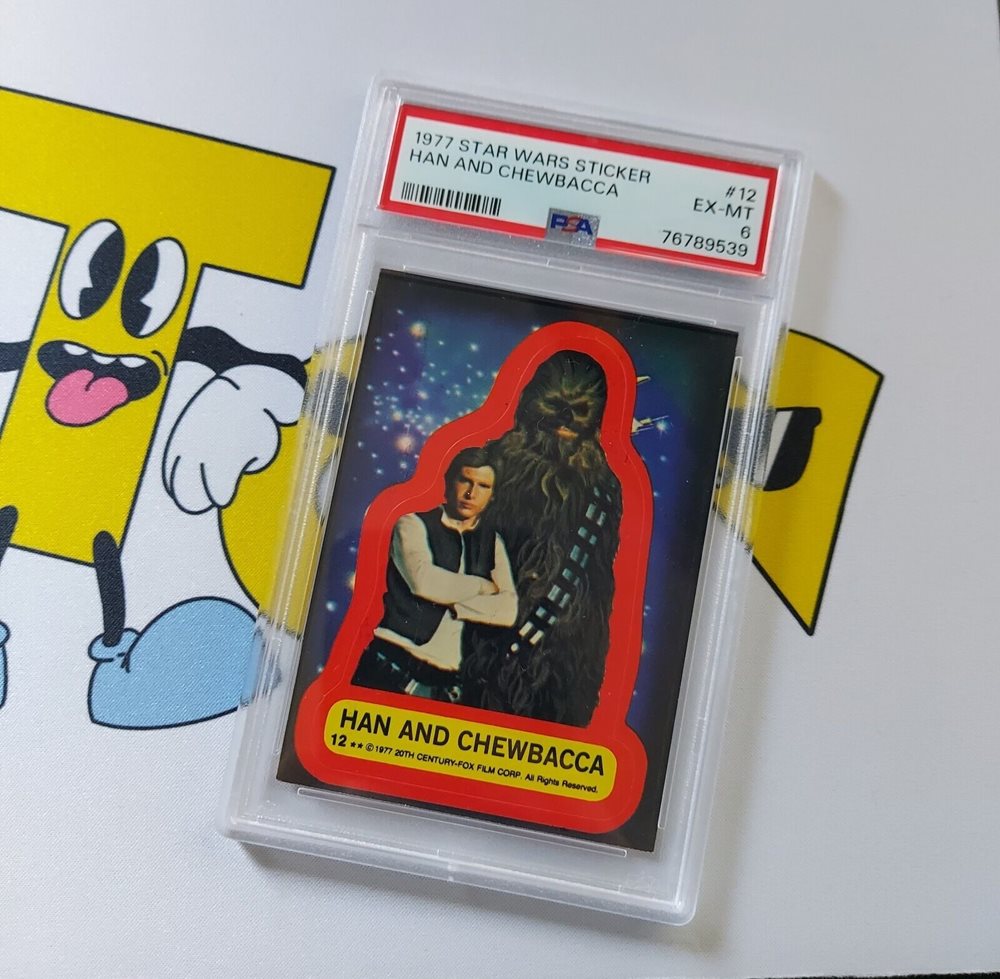 1977 STAR WARS STICKER
HAN AND CHEWBACCA
#12
EX-MT
6
PSA
76789539
HAN AND CHEWBACCA
12 ★★ © 1977 20TH CENTURY-FOX FILM CORP. All Rights Reserved.